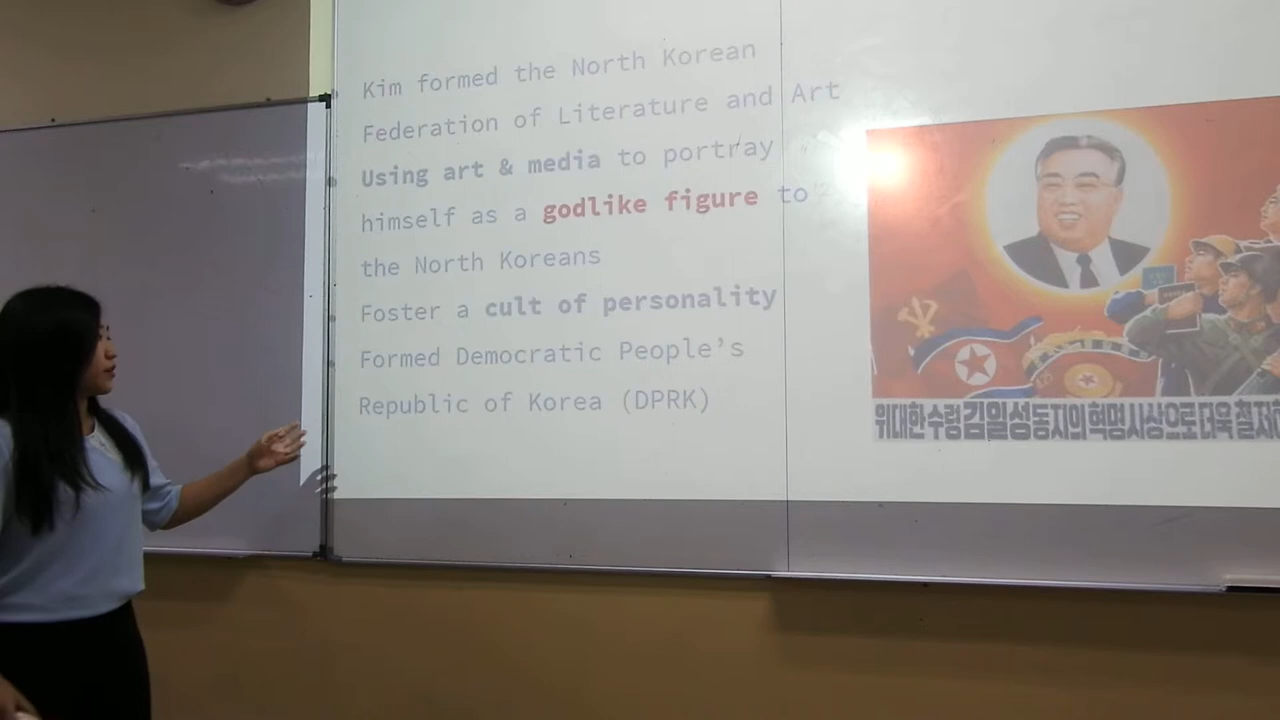 Kim formed the North Korean
Federation of Literature and Art
Using art & media to portray
himself as a godlike figure to
the North Koreans
Foster a cult of personality
Formed Democratic People’s
Republic of Korea (DPRK)
위대한 수령 김일성동지의 혁명사상으로 더욱 철저히